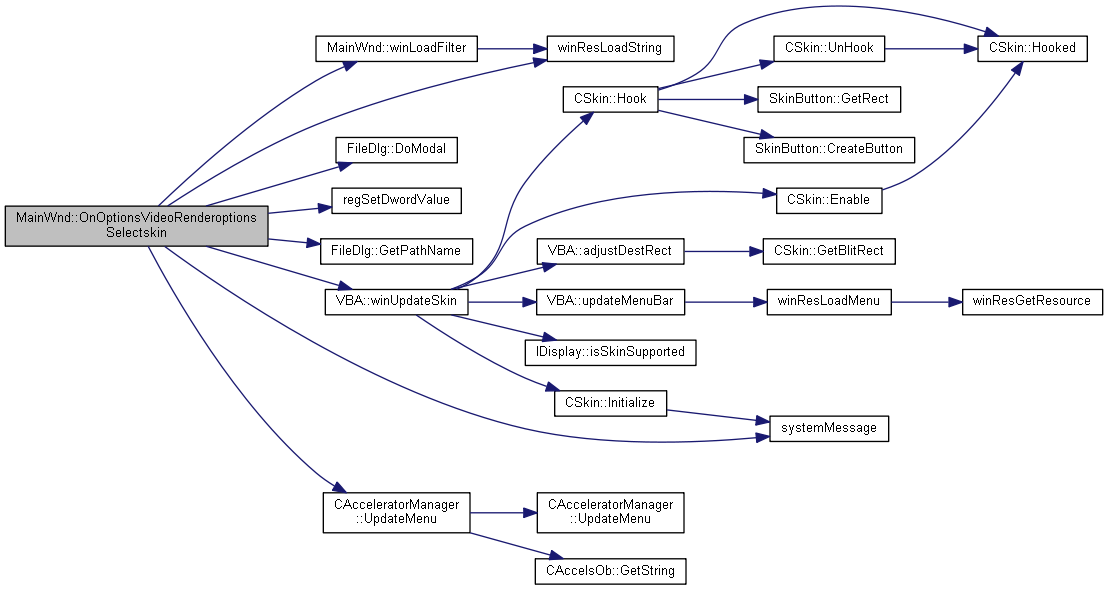 MainWnd::OnOptionsVideoRenderoptions
Selectskin
MainWnd::winLoadFilter
winResLoadString
FileDlg::DoModal
regSetDwordValue
FileDlg::GetPathName
VBA::winUpdateSkin
CSkin::Hook
CSkin::UnHook
CSkin::Hooked
SkinButton::GetRect
SkinButton::CreateButton
CSkin::Enable
VBA::adjustDestRect
CSkin::GetBlitRect
VBA::updateMenuBar
winResLoadMenu
winResGetResource
IDisplay::isSkinSupported
CSkin::Initialize
systemMessage
CAcceleratorManager
::UpdateMenu
CAcceleratorManager
::UpdateMenu
CAccelsOb::GetString